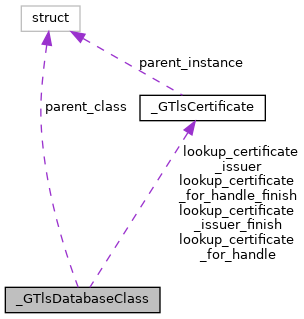 struct
parent_instance
parent_class
_GTlsCertificate
lookup_certificate
_issuer
lookup_certificate
_for_handle_finish
lookup_certificate
_issuer_finish
lookup_certificate
_for_handle
_GTlsDatabaseClass